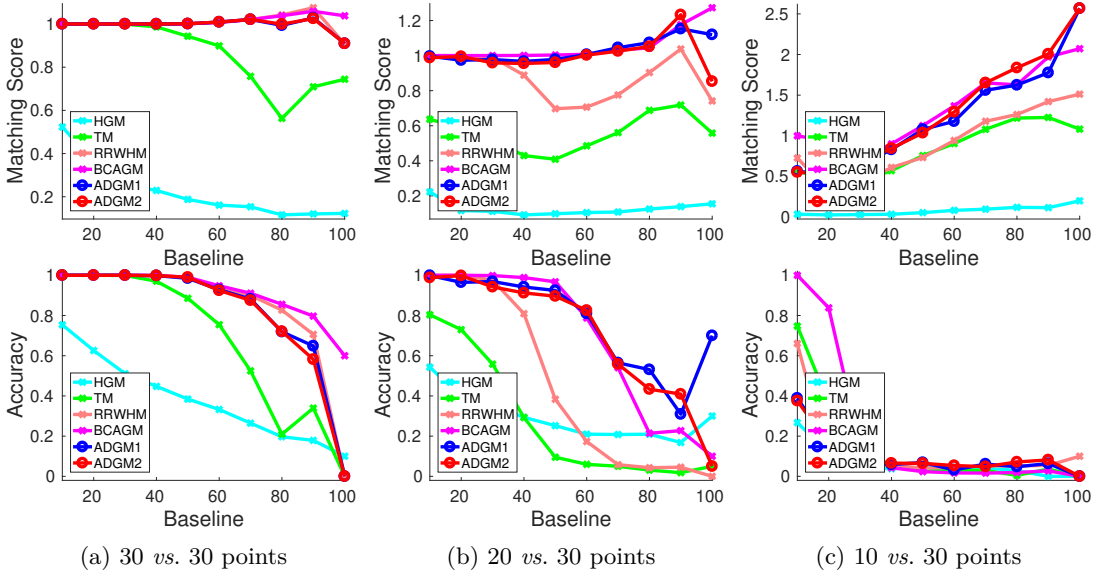 Matching Score
1
0.8
0.6
0.4
0.2
HGM
TM
RRWHM
BCAGM
ADGM1
ADGM2
20 40 60 80 100
Baseline
Matching Score
1.2
1
0.8
0.6
0.4
0.2
HGM
TM
RRWHM
BCAGM
ADGM1
ADGM2
20 40 60 80 100
Baseline
Matching Score
2.5
2
1.5
1
0.5
0
HGM
TM
RRWHM
BCAGM
ADGM1
ADGM2
20 40 60 80 100
Baseline
Accuracy
1
0.8
0.6
0.4
0.2
0
HGM
TM
RRWHM
BCAGM
ADGM1
ADGM2
20 40 60 80 100
Baseline
Accuracy
1
0.8
0.6
0.4
0.2
0
HGM
TM
RRWHM
BCAGM
ADGM1
ADGM2
20 40 60 80 100
Baseline
Accuracy
1
0.8
0.6
0.4
0.2
0
HGM
TM
RRWHM
BCAGM
ADGM1
ADGM2
20 40 60 80 100
Baseline
(a) 30 vs. 30 points
(b) 20 vs. 30 points
(c) 10 vs. 30 points